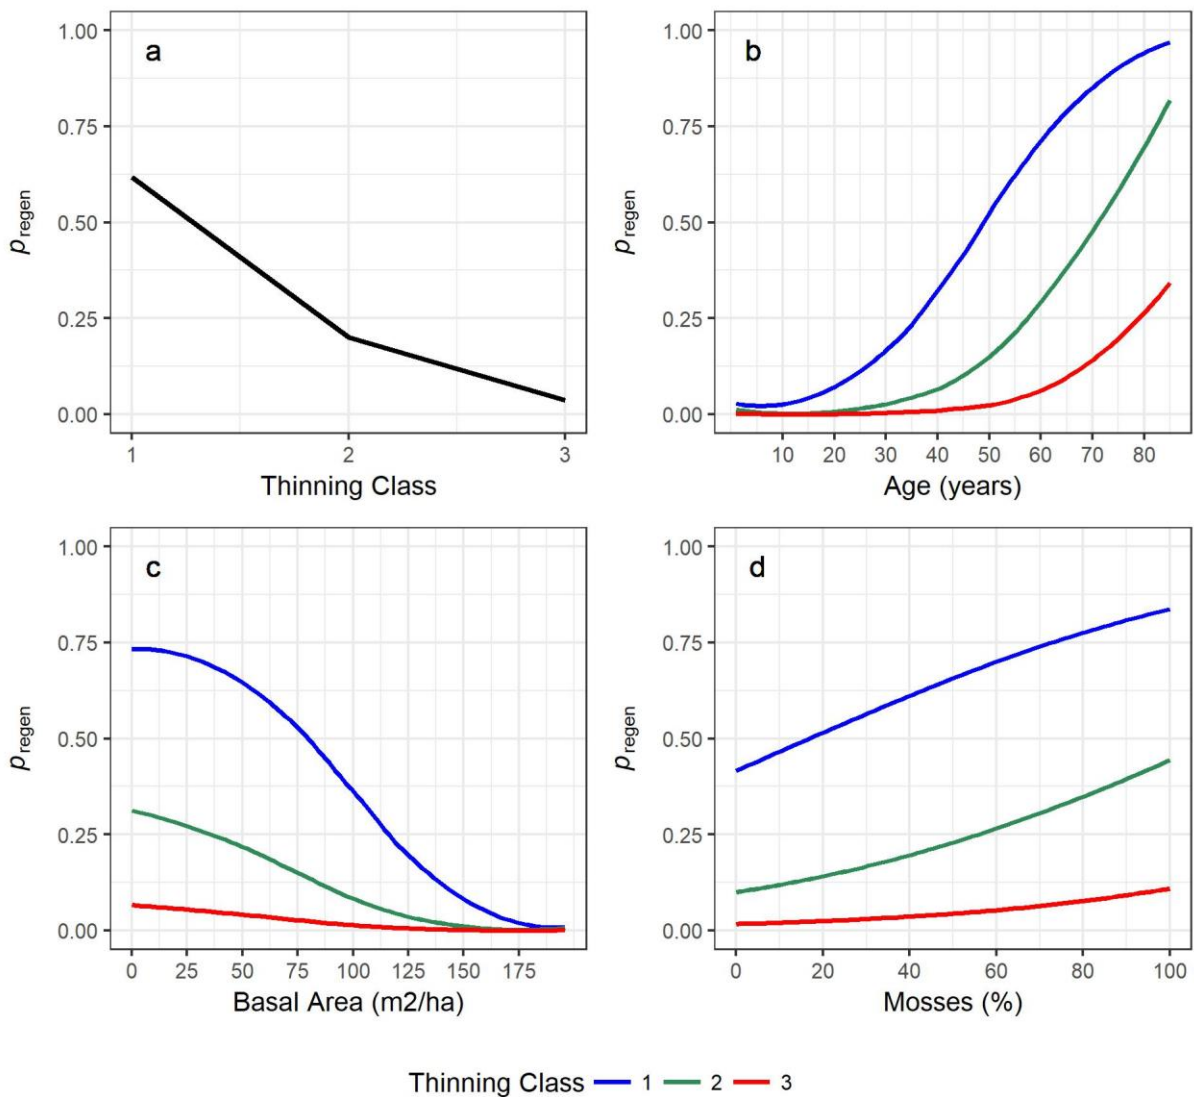 a
1.00
0.75
0.50
0.25
0.00
p regen
1 2 3
Thinning Class
b
1.00
0.75
0.50
0.25
0.00
p regen
10 20 30 40 50 60 70 80
Age (years)
c
1.00
0.75
0.50
0.25
0.00
p regen
0 25 50 75 100 125 150 175
Basal Area (m2/ha)
d
1.00
0.75
0.50
0.25
0.00
p regen
0 20 40 60 80 100
Mosses (%)
Thinning Class 1 2 3